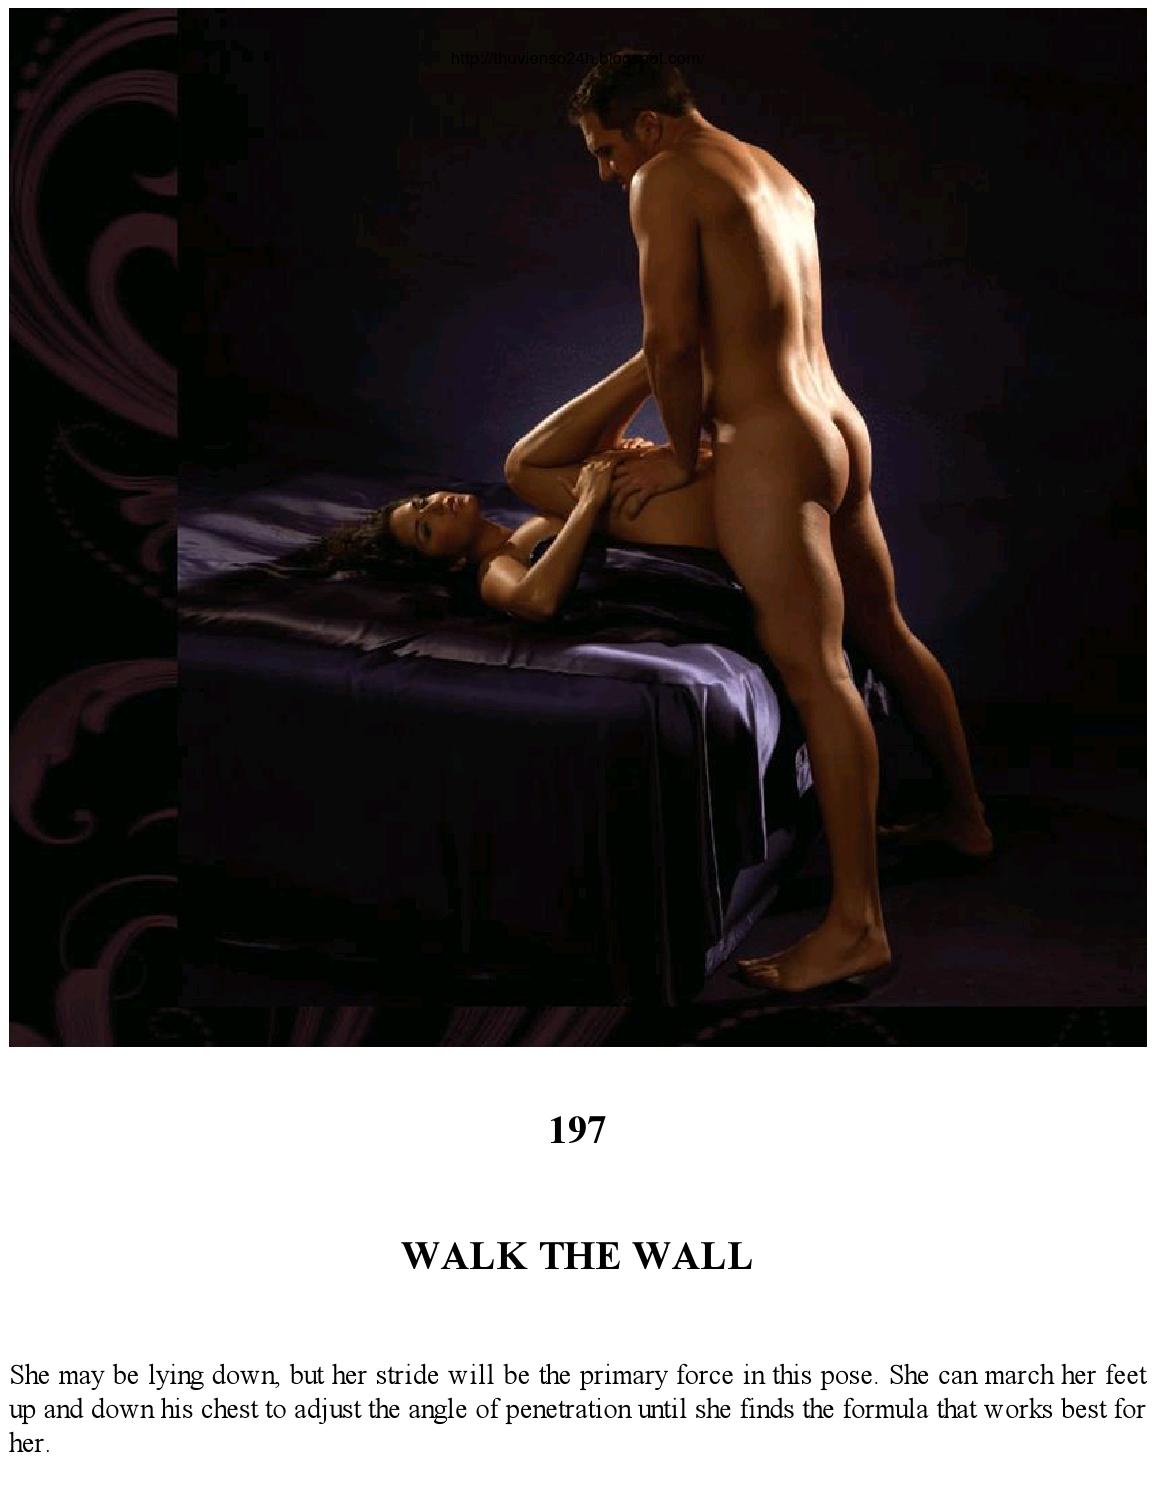 http://thuvienso24h.blogspot.com/
197
WALK THE WALL
She may be lying down, but her stride will be the primary force in this pose. She can march her feet
up and down his chest to adjust the angle of penetration until she finds the formula that works best for
her.